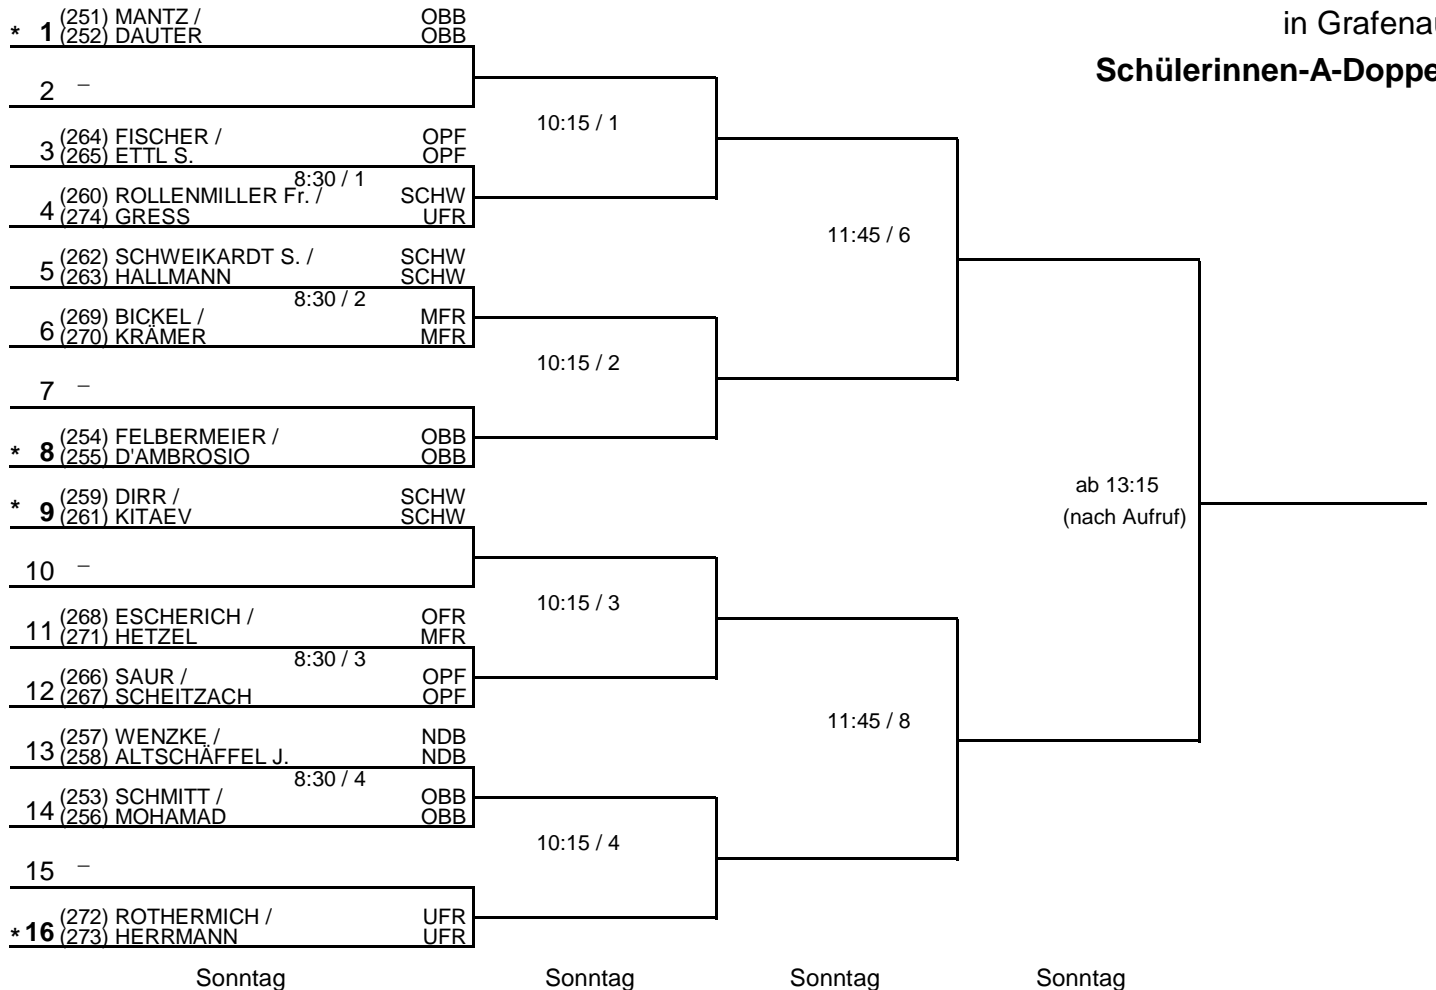 in Grafenau
Schülerinnen-A-Doppe
(251) MANTZ / OBB
* 1 (252) DAUTER OBB
2 –
10:15 / 1
(264) FISCHER / OPF
3 (265) ETTL S. OPF
8:30 / 1
(260) ROLLENMILLER Fr. / SCHW
4 (274) GRESS UFR
11:45 / 6
(262) SCHWEIKARDT S. / SCHW
5 (263) HALLMANN SCHW
8:30 / 2
(269) BICKEL / MFR
6 (270) KRÄMER MFR
10:15 / 2
7 –
(254) FELBERMEIER / OBB
* 8 (255) D'AMBROSIO OBB
ab 13:15
(nach Aufruf)
(259) DIRR / SCHW
* 9 (261) KITAEV SCHW
10 –
10:15 / 3
(268) ESCHERICH / OFR
11 (271) HETZEL MFR
8:30 / 3
(266) SAUR / OPF
12 (267) SCHEITZACH OPF
11:45 / 8
(257) WENZKE / NDB
13 (258) ALTSCHÄFFEL J. NDB
8:30 / 4
(253) SCHMITT / OBB
14 (256) MOHAMAD OBB
10:15 / 4
15 –
(272) ROTHERMICH / UFR
* 16 (273) HERRMANN UFR
Sonntag Sonntag Sonntag Sonntag